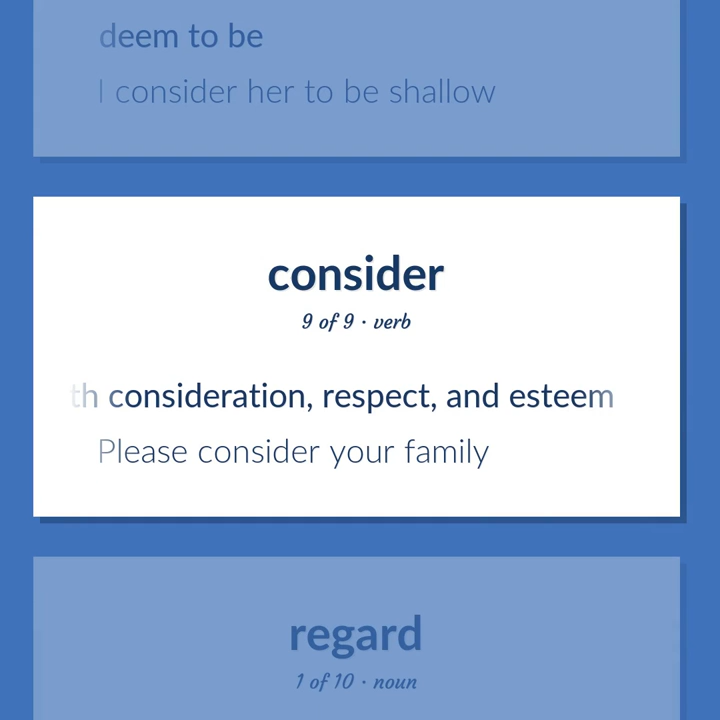 deem to be
I consider her to be shallow
consider
9 of 9 · verb
th consideration, respect, and esteem
Please consider your family
regard
1 of 10 · noun